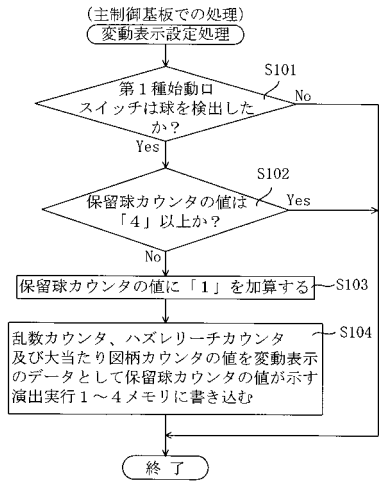 (主制御基板での処理)
変動表示設定処理
S101
第1種始動口
スイッチは球を検出した
か?
No
Yes
S102
保留球カウンタの値は
「4」以上か?
Yes
No
保留球カウンタの値に「1」を加算する
S103
S104
乱数カウンタ、ハズレリーチカウンタ
及び大当たり図柄カウンタの値を変動表示
のデータとして保留球カウンタの値が示す
演出実行1~4メモリに書き込む
終了